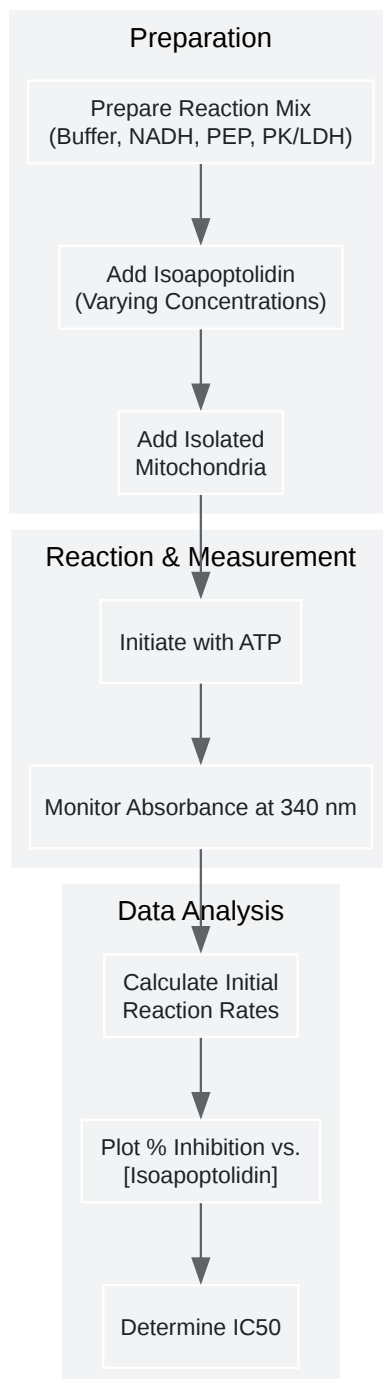 Preparation
Prepare Reaction Mix
(Buffer, NADH, PEP, PK/LDH)
Add Isoapoptolidin
(Varying Concentrations)
Add Isolated
Mitochondria
Reaction & Measurement
Initiate with ATP
Monitor Absorbance at 340 nm
Data Analysis
Calculate Initial
Reaction Rates
Plot % Inhibition vs.
[Isoapoptolidin]
Determine IC50